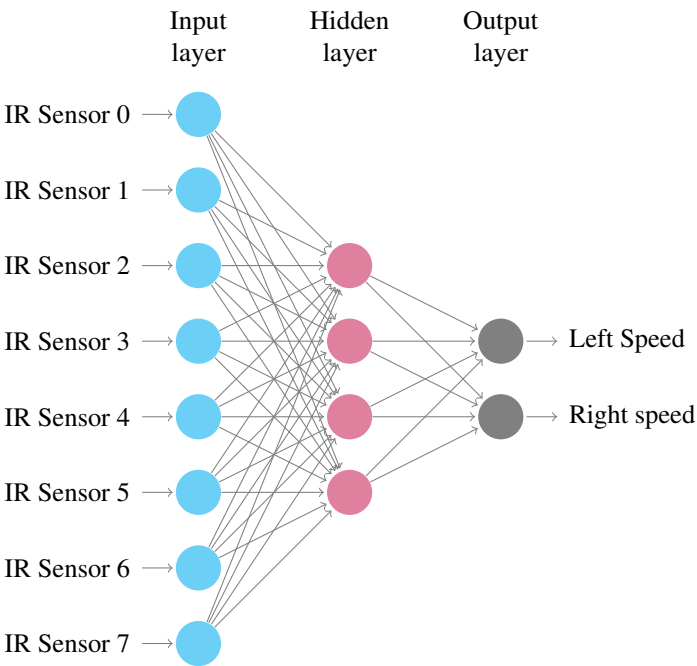 Input
layer
Hidden
layer
Output
layer
IR Sensor 0
IR Sensor 1
IR Sensor 2
IR Sensor 3
IR Sensor 4
IR Sensor 5
IR Sensor 6
IR Sensor 7
Left Speed
Right speed